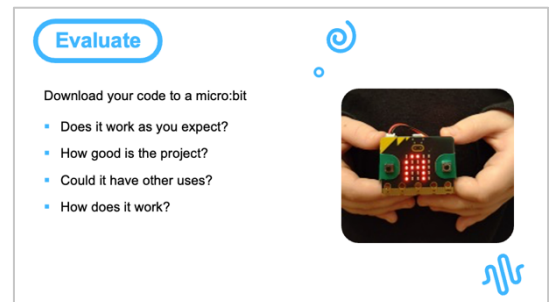 Evaluate
Download your code to a micro:bit
Does it work as you expect?
How good is the project?
Could it have other uses?
How does it work?